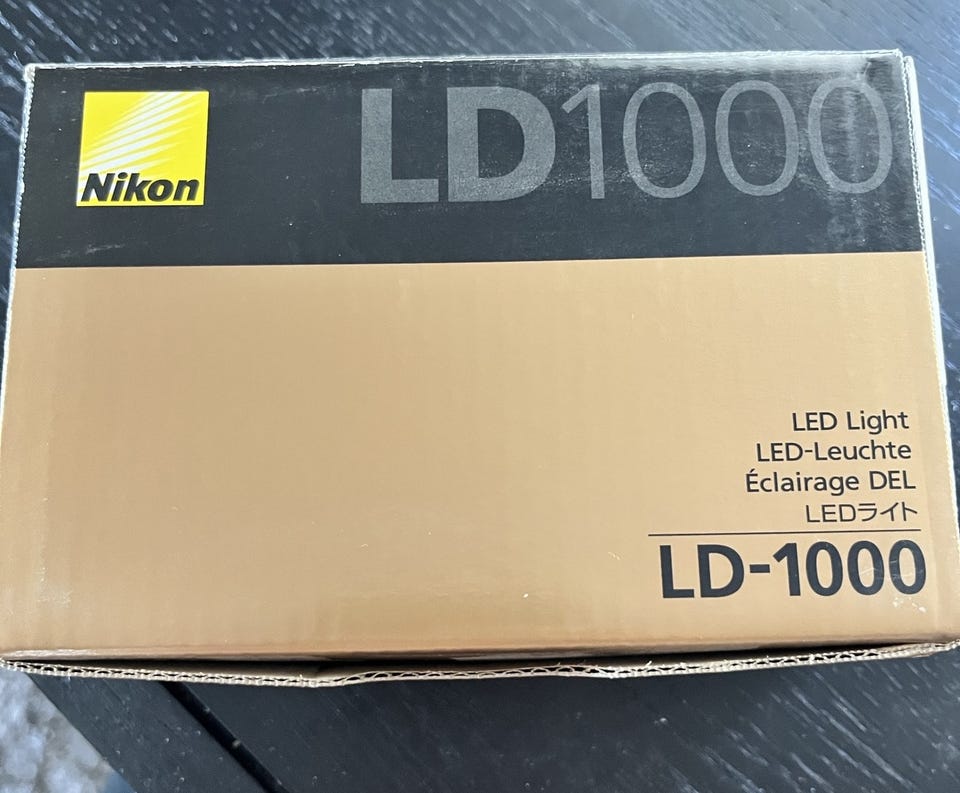 Nikon
LD1000
LED Light
LED-Leuchte
Éclairage DEL
LEDライト
LD-1000